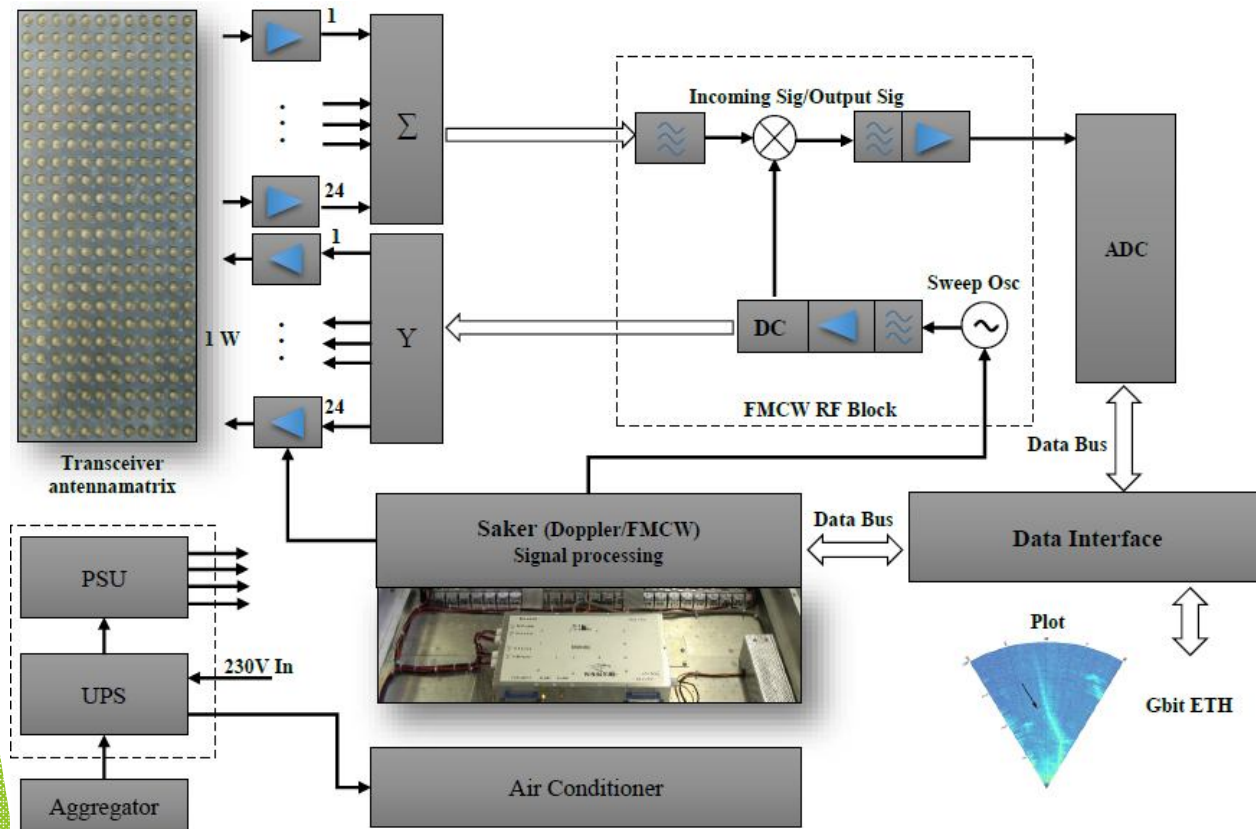 1
Σ
24
1
Y
1 W
24
Transceiver
antennamatrix
Incoming Sig/Output Sig
Sweep Osc
DC
FMCW RF Block
ADC
Data Bus
Saker (Doppler/FMCW)
Signal processing
Data Bus
Data Interface
PSU
230V In
UPS
Aggregator
Air Conditioner
Plot
Gbit ETH